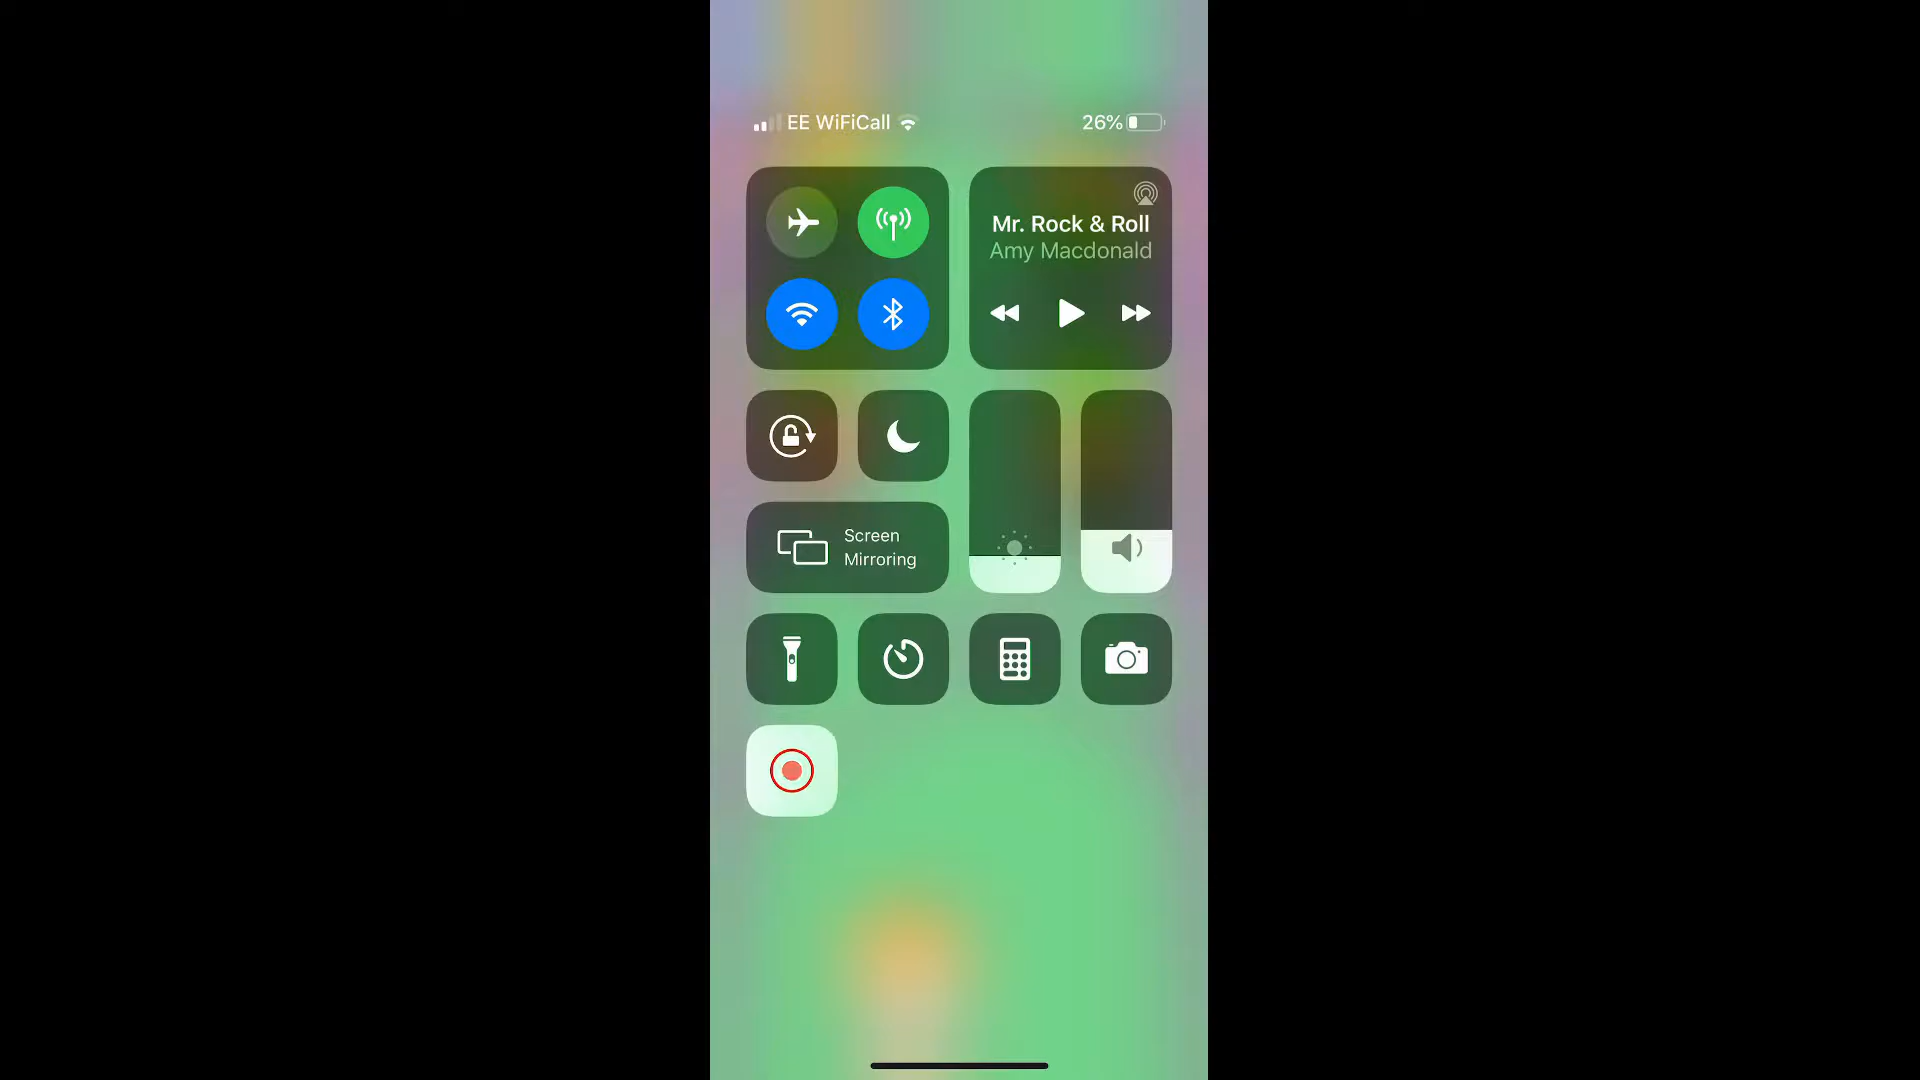 EE WiFiCall
26%
Mr. Rock & Roll
Amy Macdonald
Screen
Mirroring